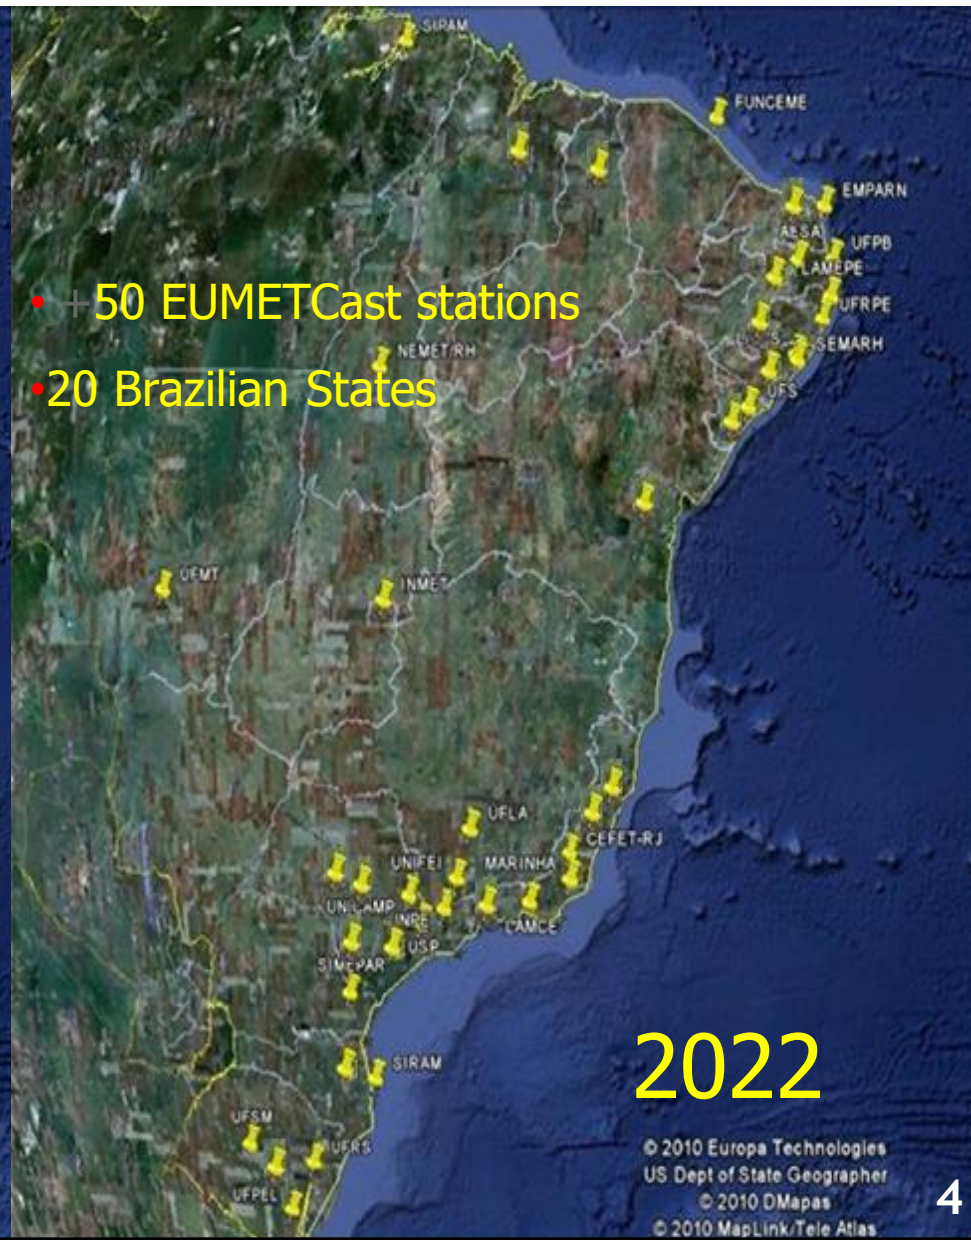 SIPAM
FUNCEME
EMPARN
AESA
UFPB
LAMEPE
UFRPE
• +50 EUMETCast stations
SEMARH
NEMET/RH
•20 Brazilian States
UFS
UFMT
INMET
UFLA
CEFET-RJ
UNIFEI
MARINHA
UNICAMP
INPE
LAMCE
USP
SIMEPAR
2022
SIRAM
UFSM
UFRS
© 2010 Europa Technologies
US Dept of State Geographer
UFPEL
© 2010 DMapas
4
© 2010 MapLink/Tele Atlas